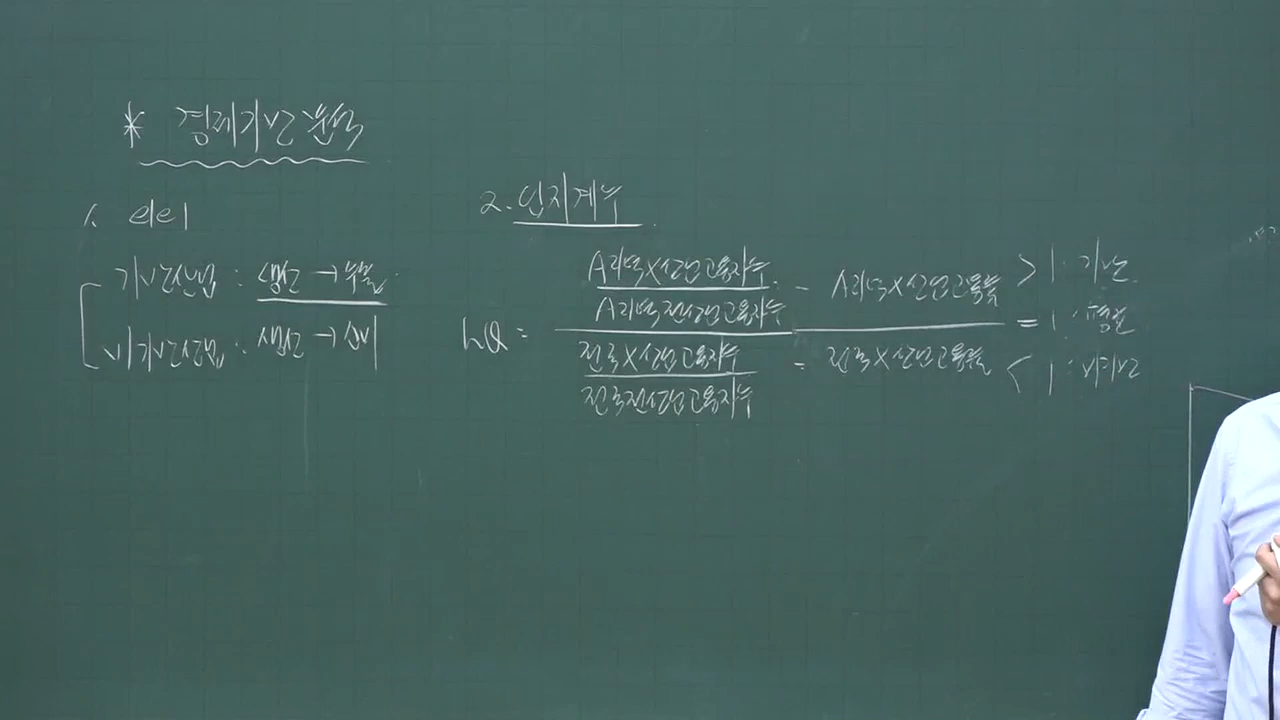 * 경제기반분석
1. 의의
기반산업 : 생산 →
비기반산업 : 생산 → 소비
2. 입지계수
LQ =
A지역X산업고용자수
A지역전산업고용자수
전국X산업고용자수
전국전산업고용자수
=
A지역X산업고용률
전국X산업고용률
> 1 : 기반
= 1 : 평균
< 1 : 비기반